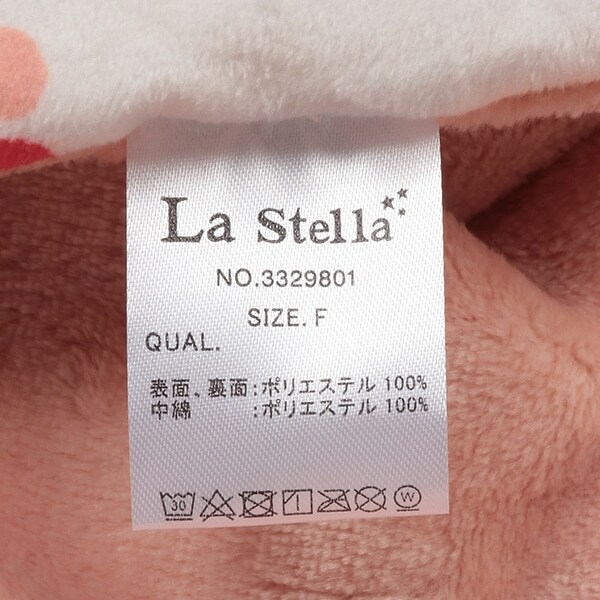 La Stella
NO.3329801
SIZE. F
QUAL.
表面、裏面:ポリエステル 100%
中綿 :ポリエステル 100%
30 W